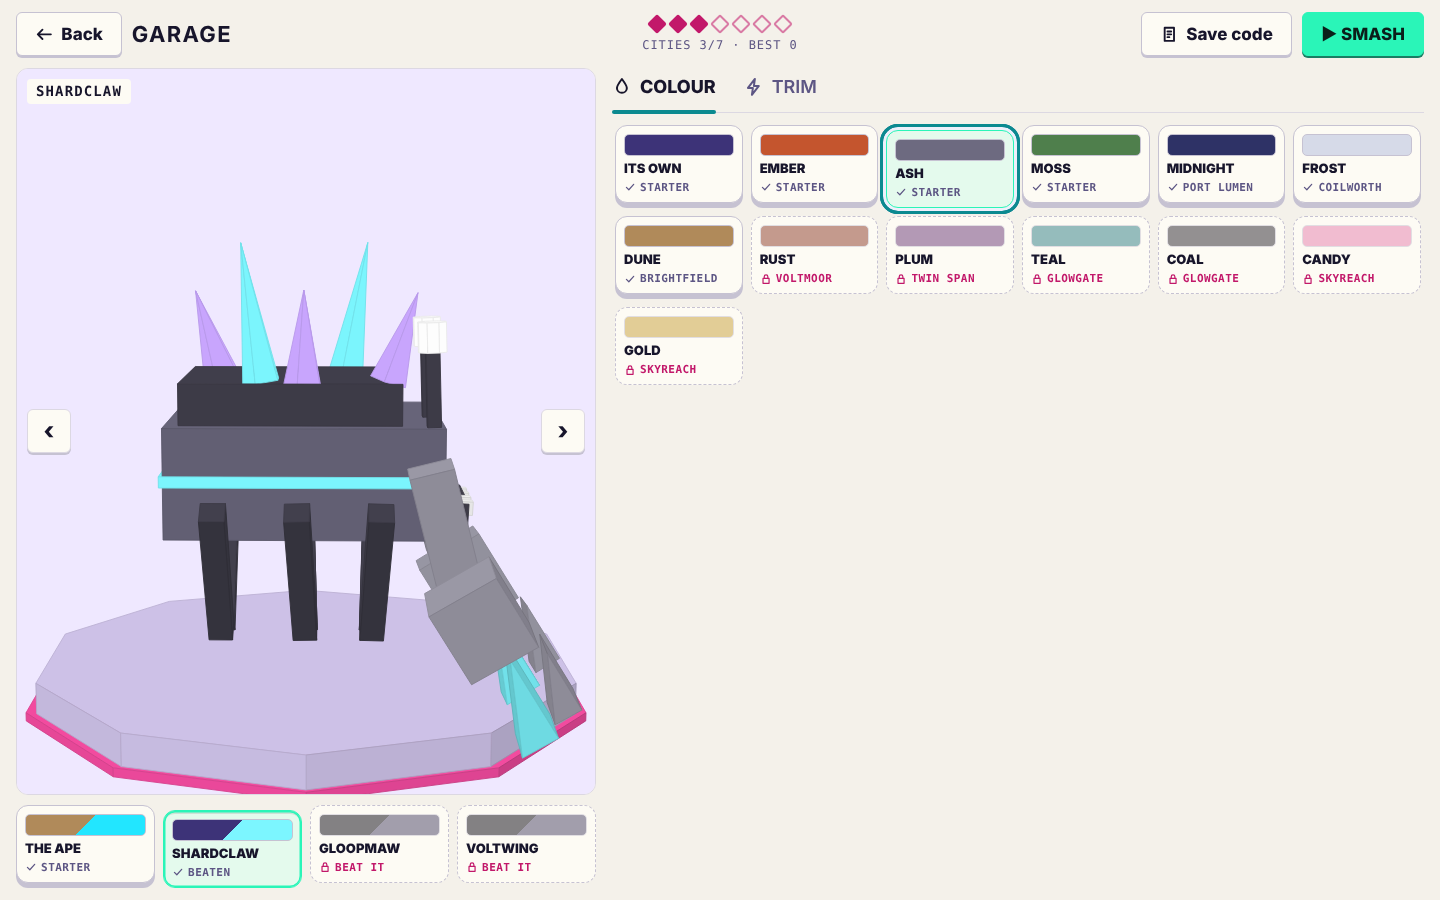 Back
GARAGE
CITIES 3/7 · BEST 0
Save code
SMASH
SHARDCLAW
COLOUR
TRIM
ITS OWN
STARTER
EMBER
STARTER
ASH
STARTER
MOSS
STARTER
MIDNIGHT
PORT LUMEN
FROST
COILWORTH
DUNE
BRIGHTFIELD
RUST
VOLTMOOR
PLUM
TWIN SPAN
TEAL
GLOWGATE
COAL
GLOWGATE
CANDY
SKYREACH
GOLD
SKYREACH
THE APE
STARTER
SHARDCLAW
BEATEN
GLOOPMAW
BEAT IT
VOLTWING
BEAT IT